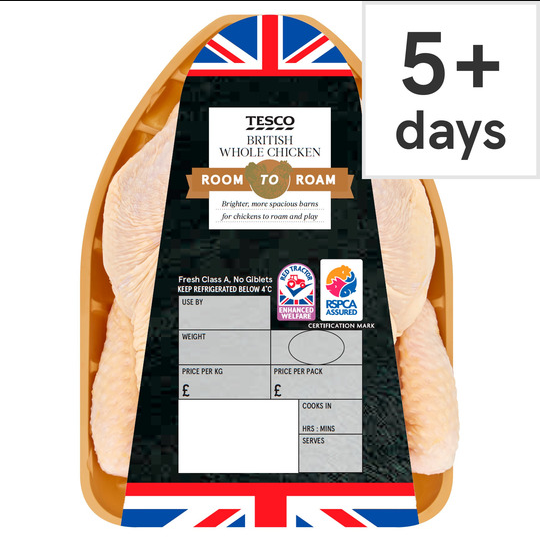 5+
days
TESCO
BRITISH
WHOLE CHICKEN
ROOM TO ROAM
Brighter, more spacious barns
for chickens to roam and play
Fresh Class A, No Giblets
KEEP REFRIGERATED BELOW 4°C
RED TRACTOR
ENHANCED
WELFARE
RSPCA
ASSURED
CERTIFICATION MARK
USE BY
WEIGHT
PRICE PER KG
£
PRICE PER PACK
£
COOKS IN
HRS : MINS
SERVES